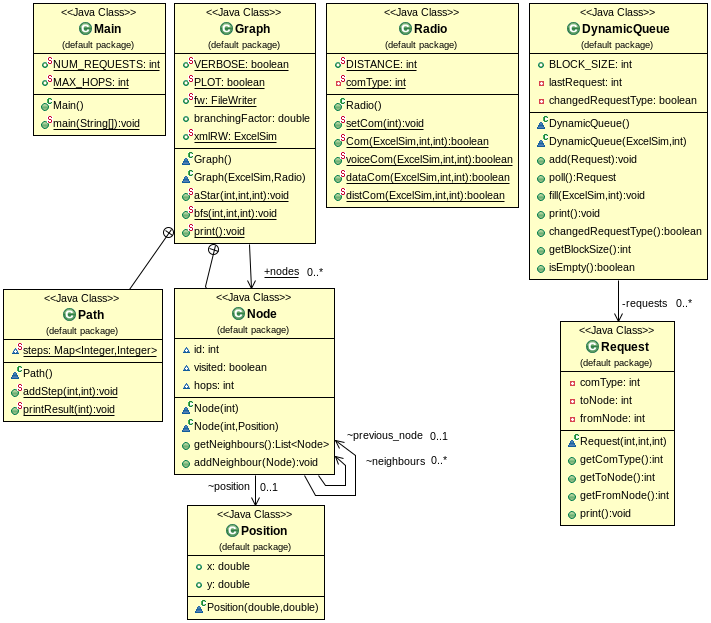 <<Java Class>>
Main
(default package)
NUM_REQUESTS: int
MAX_HOPS: int
Main()
main(String[]):void
<<Java Class>>
Graph
(default package)
VERBOSE: boolean
PLOT: boolean
fw: FileWriter
branchingFactor: double
xmlRW: ExcelSim
Graph()
Graph(ExcelSim,Radio)
aStar(int,int,int):void
bfs(int,int,int):void
print():void
<<Java Class>>
Radio
(default package)
DISTANCE: int
comType: int
Radio()
setCom(int):void
Com(ExcelSim,int,int):boolean
voiceCom(ExcelSim,int,int):boolean
dataCom(ExcelSim,int,int):boolean
distCom(ExcelSim,int,int):boolean
<<Java Class>>
DynamicQueue
(default package)
BLOCK_SIZE: int
lastRequest: int
changedRequestType: boolean
DynamicQueue()
DynamicQueue(ExcelSim,int)
add(Request):void
poll():Request
fill(ExcelSim,int):void
print():void
changedRequestType():boolean
getBlockSize():int
isEmpty():boolean
+nodes 0..*
-requests 0..*
<<Java Class>>
Path
(default package)
steps: Map<Integer,Integer>
Path()
addStep(int,int):void
printResult(int):void
<<Java Class>>
Node
(default package)
id: int
visited: boolean
hops: int
Node(int)
Node(int,Position)
getNeighbours():List<Node>
addNeighbour(Node):void
~previous_node 0..1
~neighbours 0..*
~position 0..1
<<Java Class>>
Request
(default package)
comType: int
toNode: int
fromNode: int
Request(int,int,int)
getComType():int
getToNode():int
getFromNode():int
print():void
<<Java Class>>
Position
(default package)
x: double
y: double
Position(double,double)